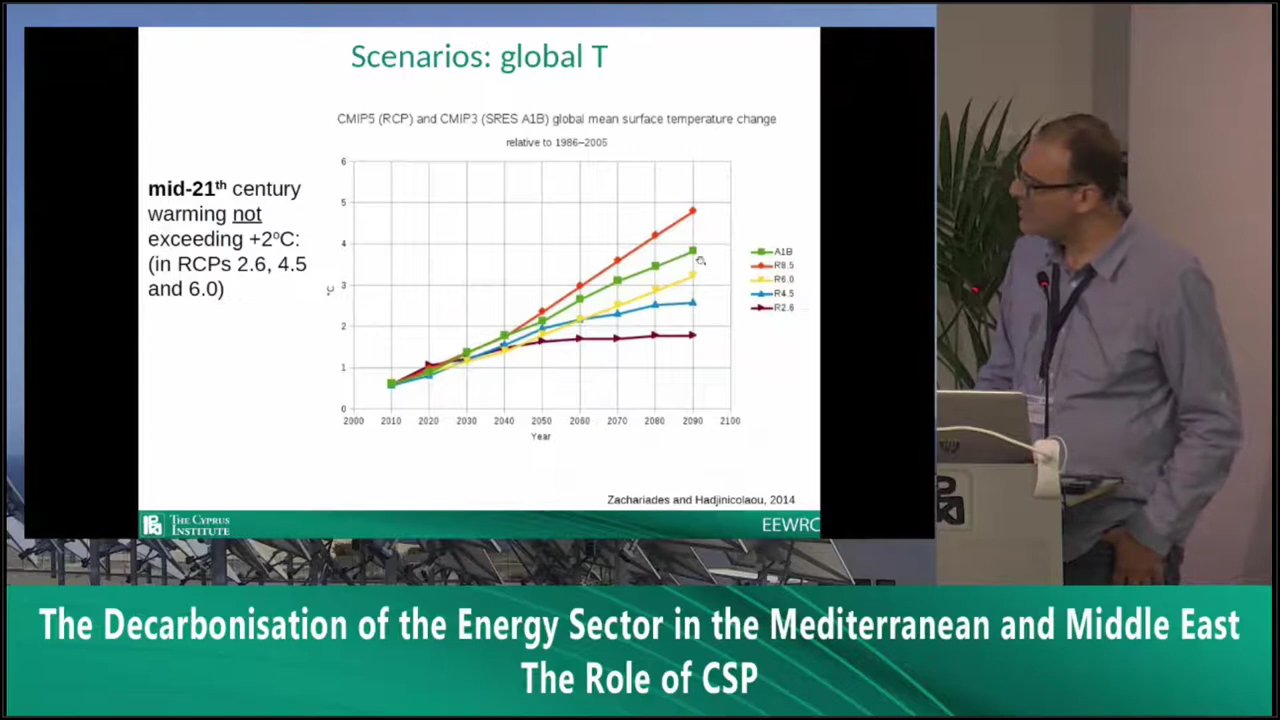 Scenarios: global T
CMIP5 (RCP) and CMIP3 (SRES A1B) global mean surface temperature change
relative to 1986–2005
mid-21th century
warming not
exceeding +2°C:
(in RCPs 2.6, 4.5
and 6.0)
6
5
4
3
2
1
0
°C
2000 2010 2020 2030 2040 2050 2060 2070 2080 2090 2100
Year
A1B
R8.5
R6.0
R4.5
R2.6
Zachariades and Hadjinicolaou, 2014
THE CYPRUS
INSTITUTE
EEWRC
The Decarbonisation of the Energy Sector in the Mediterranean and Middle East
The Role of CSP